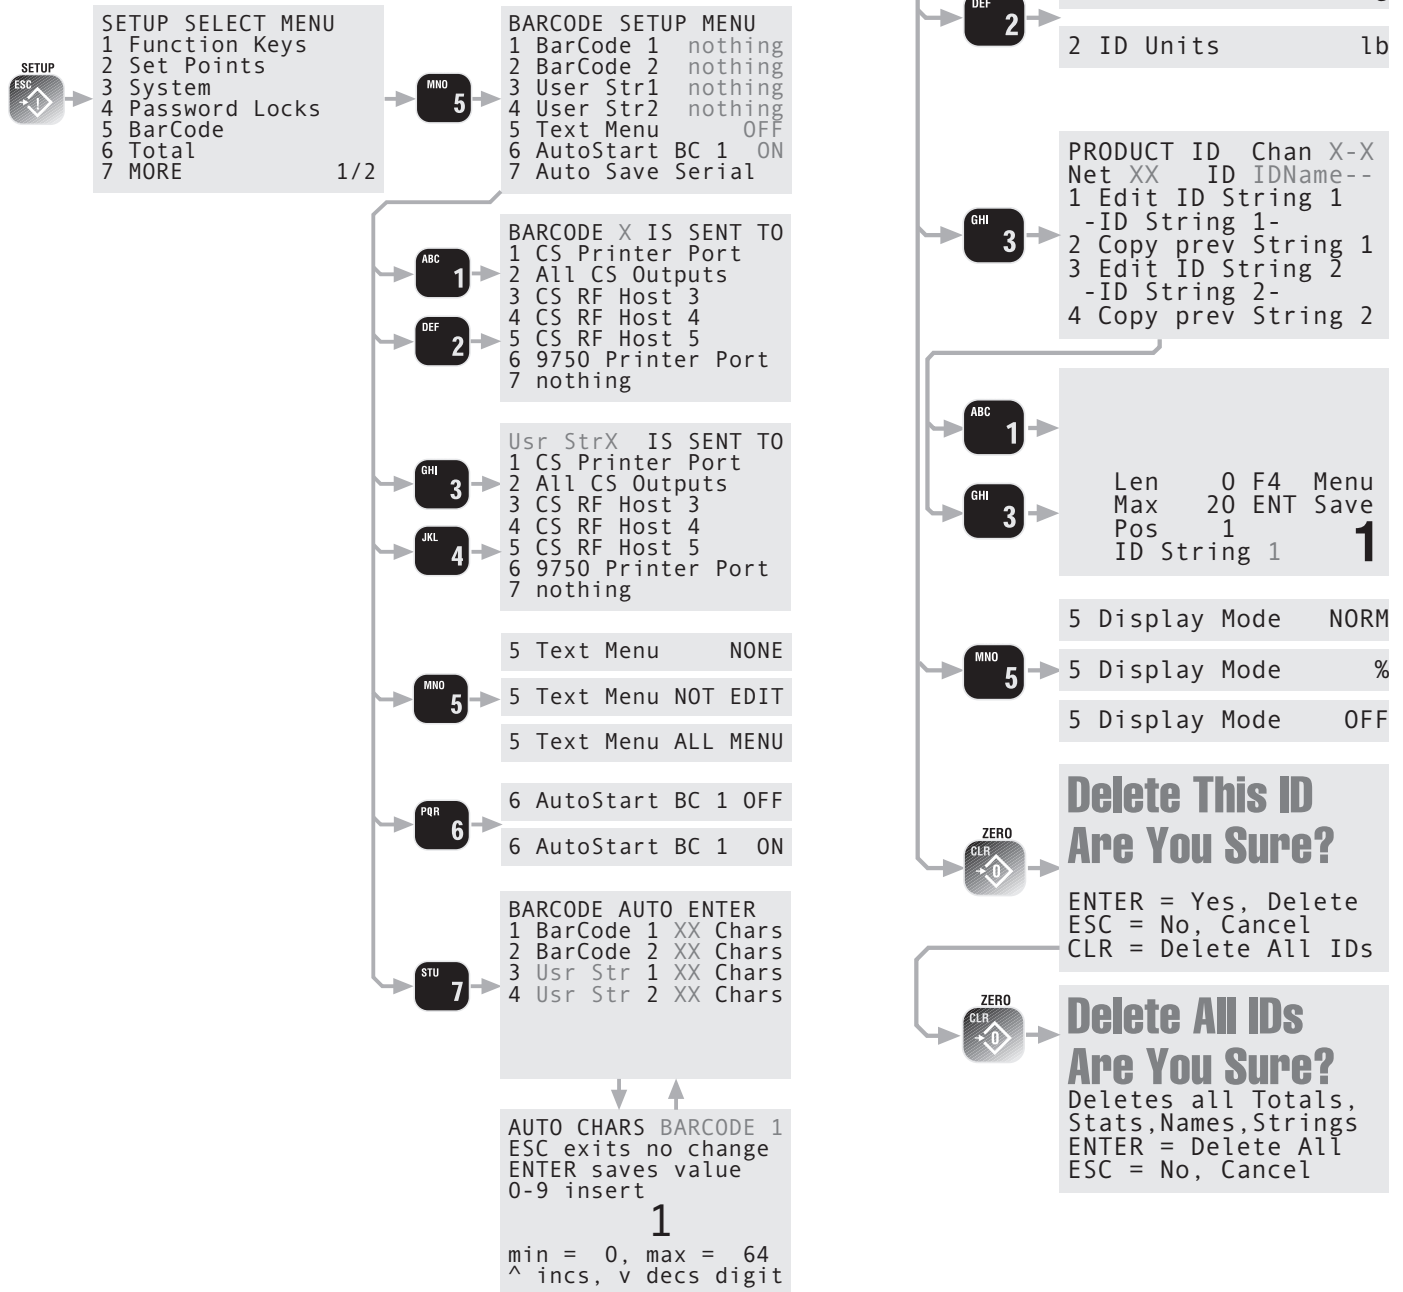 SETUP
ESC
SETUP SELECT MENU
1 Function Keys
2 Set Points
3 System
4 Password Locks
5 BarCode
6 Total
7 MORE 1/2
MNO
5
BARCODE SETUP MENU
1 BarCode 1 nothing
2 BarCode 2 nothing
3 User Str1 nothing
4 User Str2 nothing
5 Text Menu OFF
6 AutoStart BC 1 ON
7 Auto Save Serial
ABC
1
DEF
2
BARCODE X IS SENT TO
1 CS Printer Port
2 All CS Outputs
3 CS RF Host 3
4 CS RF Host 4
5 CS RF Host 5
6 9750 Printer Port
7 nothing
GHI
3
JKL
4
Usr StrX IS SENT TO
1 CS Printer Port
2 All CS Outputs
3 CS RF Host 3
4 CS RF Host 4
5 CS RF Host 5
6 9750 Printer Port
7 nothing
MNO
5
5 Text Menu NONE
5 Text Menu NOT EDIT
5 Text Menu ALL MENU
PQR
6
6 AutoStart BC 1 OFF
6 AutoStart BC 1 ON
STU
7
BARCODE AUTO ENTER
1 BarCode 1 XX Chars
2 BarCode 2 XX Chars
3 Usr Str 1 XX Chars
4 Usr Str 2 XX Chars
AUTO CHARS BARCODE 1
ESC exits no change
ENTER saves value
0-9 insert
1
min = 0, max = 64
^ incs, v decs digit
DEF
2
2 ID Units lb
GHI
3
PRODUCT ID Chan X-X
Net XX ID IDName--
1 Edit ID String 1
-ID String 1-
2 Copy prev String 1
3 Edit ID String 2
-ID String 2-
4 Copy prev String 2
ABC
1
GHI
3
Len 0 F4 Menu
Max 20 ENT Save
Pos 1
ID String 1
1
MNO
5
5 Display Mode NORM
5 Display Mode %
5 Display Mode OFF
ZERO
CLR
0
Delete This ID
Are You Sure?
ENTER = Yes, Delete
ESC = No, Cancel
CLR = Delete All IDs
ZERO
CLR
0
Delete All IDs
Are You Sure?
Deletes all Totals,
Stats,Names,Strings
ENTER = Delete All
ESC = No, Cancel